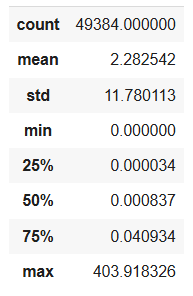 count 49384.000000
mean 2.282542
std 11.780113
min 0.000000
25% 0.000034
50% 0.000837
75% 0.040934
max 403.918326